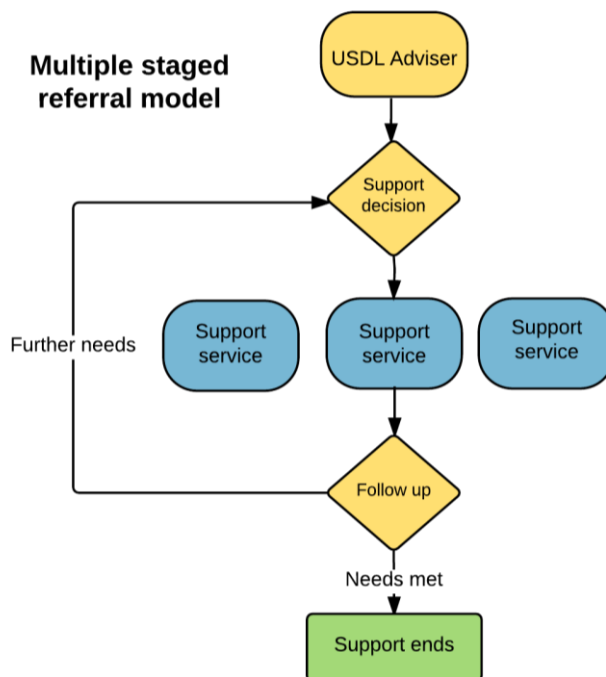 Multiple staged
referral model
USDL Adviser
Support
decision
Further needs
Support
service
Support
service
Support
service
Follow up
Needs met
Support ends